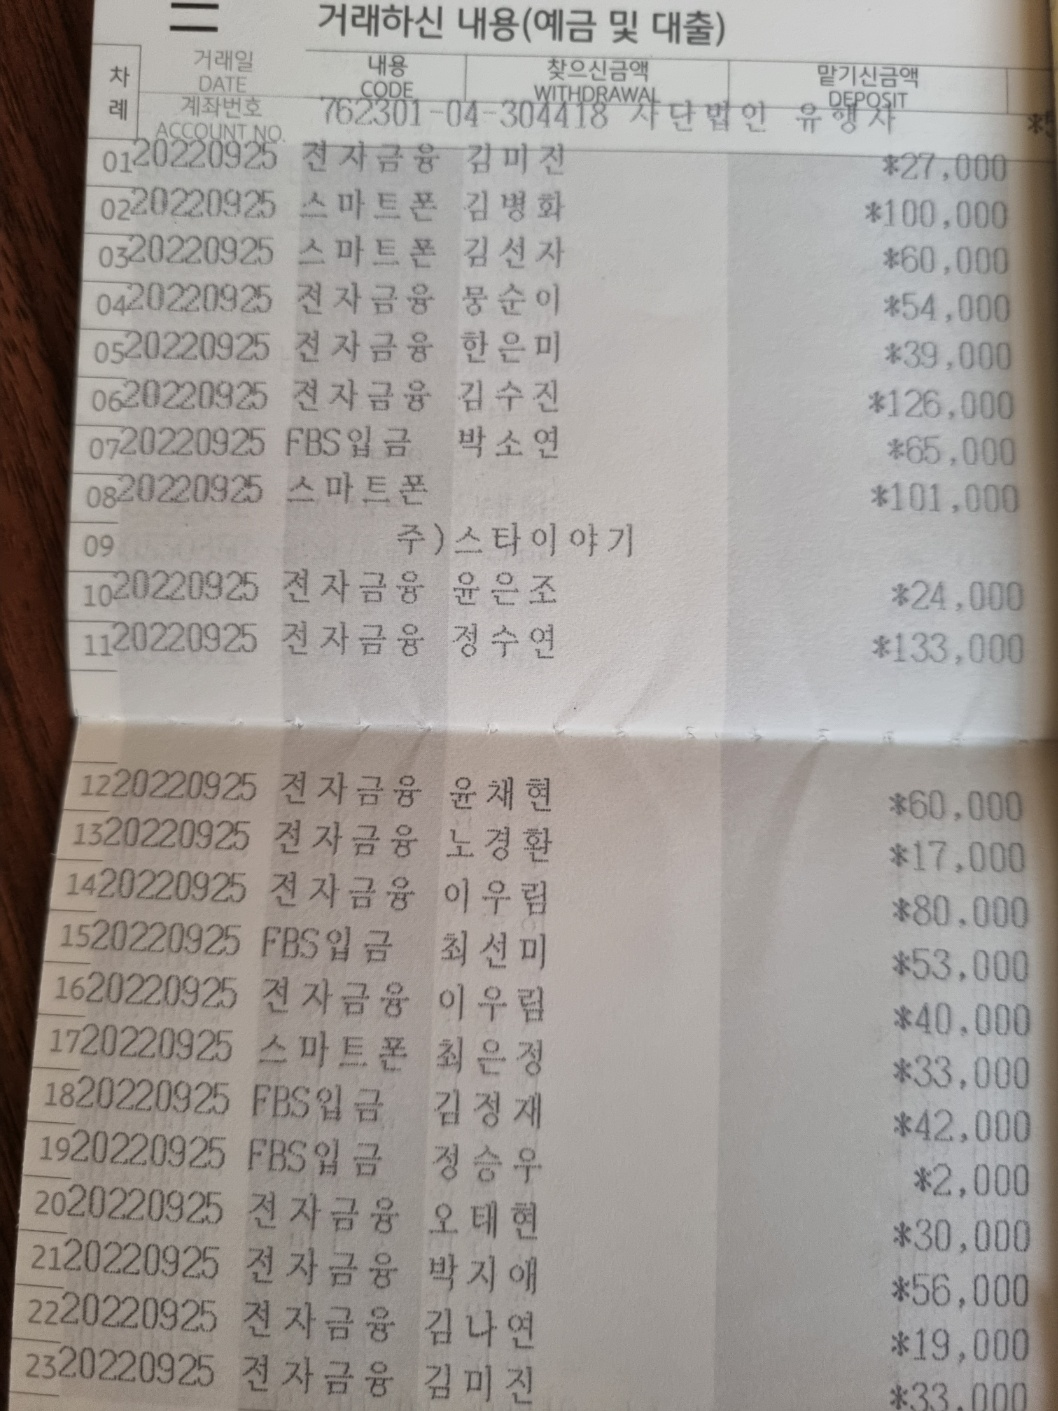 거래하신 내용(예금 및 대출)
차례 거래일 DATE 내용 CODE 찾으신금액 WITHDRAWAL 맡기신금액 DEPOSIT
계좌번호 ACCOUNT NO. 762301-04-304418 사단법인 유행사
01 20220925 전자금융 김미진 *27,000
02 20220925 스마트폰 김병화 *100,000
03 20220925 스마트폰 김선자 *60,000
04 20220925 전자금융 뭉순이 *54,000
05 20220925 전자금융 한은미 *39,000
06 20220925 전자금융 김수진 *126,000
07 20220925 FBS입금 박소연 *65,000
08 20220925 스마트폰 *101,000
09 주)스타이야기
10 20220925 전자금융 윤은조 *24,000
11 20220925 전자금융 정수연 *133,000
12 20220925 전자금융 윤채현 *60,000
13 20220925 전자금융 노경환 *17,000
14 20220925 전자금융 이우림 *80,000
15 20220925 FBS입금 최선미 *53,000
16 20220925 전자금융 이우림 *40,000
17 20220925 스마트폰 최은정 *33,000
18 20220925 FBS입금 김정재 *42,000
19 20220925 FBS입금 정승우 *2,000
20 20220925 전자금융 오태현 *30,000
21 20220925 전자금융 박지애 *56,000
22 20220925 전자금융 김나연 *19,000
23 20220925 전자금융 김미진 *33,000